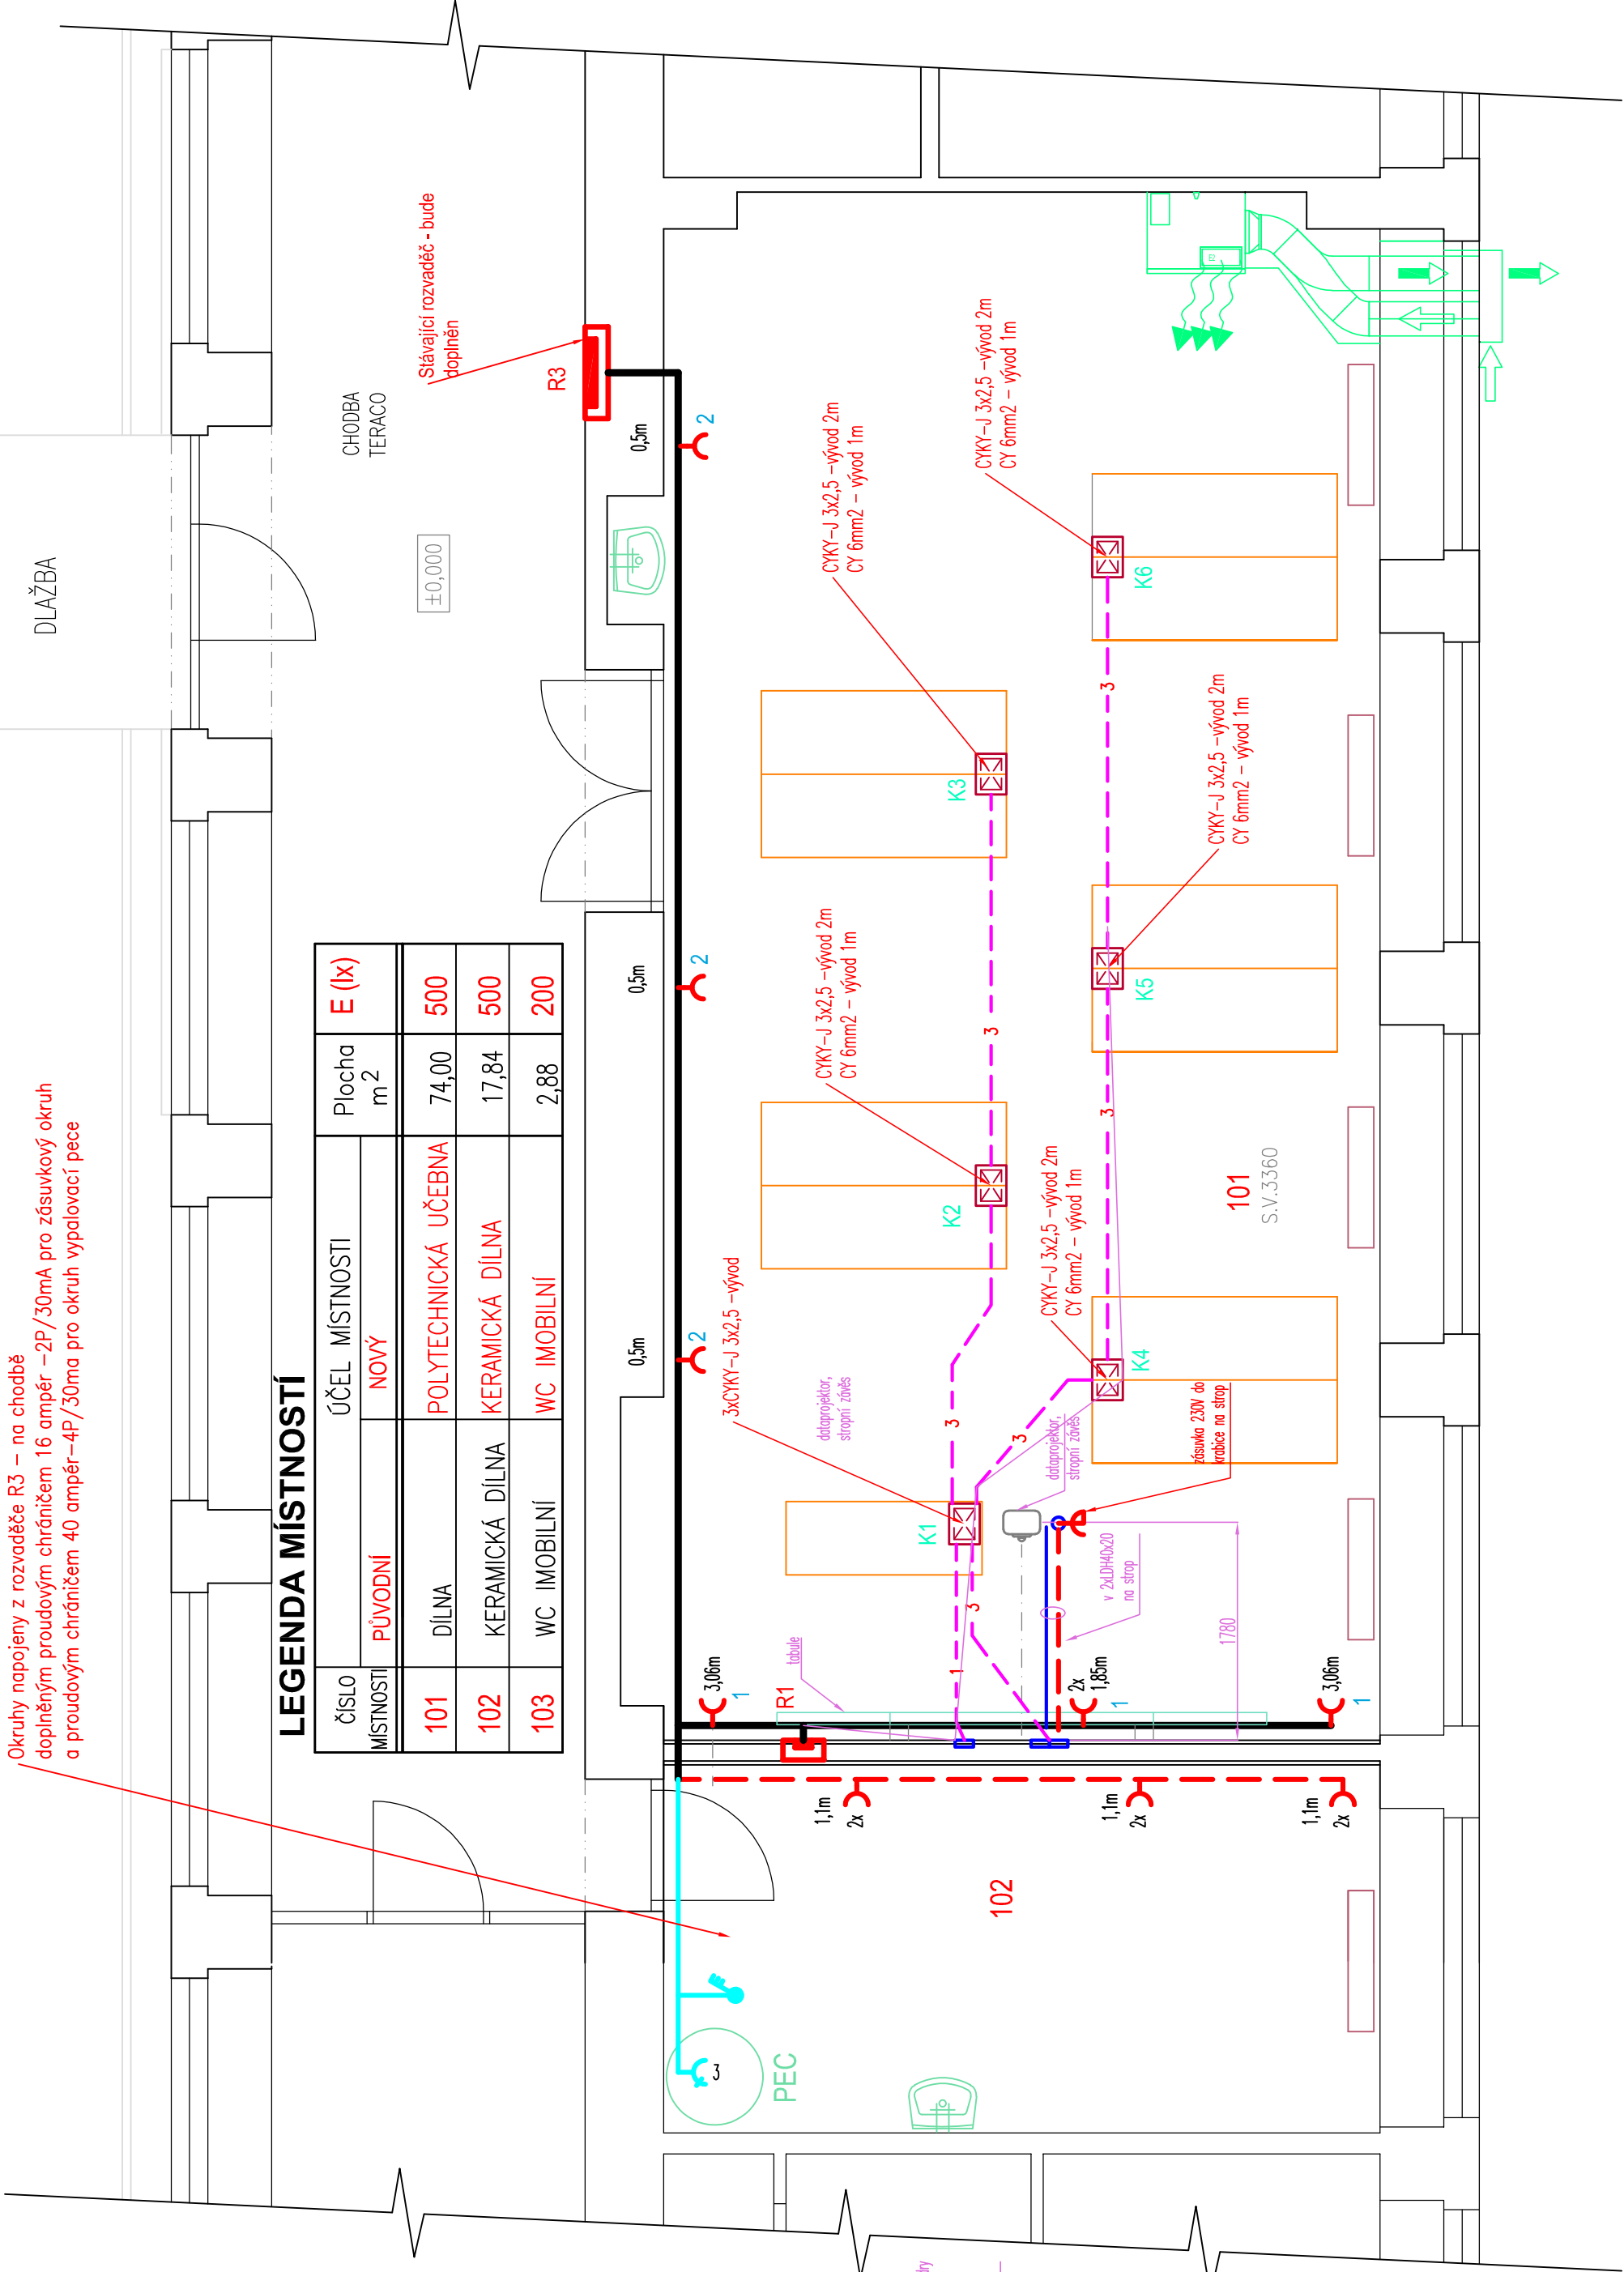 Okruhy napojeny z rozvaděče R3 – na chodbě
doplněným proudovým chráničem 16 ampér –2P/30mA pro zásuvkový okruh
a proudovým chráničem 40 ampér–4P/30ma pro okruh vypalovací pece
DLAŽBA
LEGENDA MÍSTNOSTÍ
ČÍSLO
MÍSTNOSTI
ÚČEL MÍSTNOSTI
PŮVODNÍ
NOVÝ
Plocha
m2
E (lx)
101 DÍLNA POLYTECHNICKÁ UČEBNA 74,00 500
102 KERAMICKÁ DÍLNA KERAMICKÁ DÍLNA 17,84 500
103 WC IMOBILNÍ WC IMOBILNÍ 2,88 200
CHODBA
TERACO
±0,000
Stávající rozvaděč - bude
doplněn
R3
0,5m
2
0,5m
2
0,5m
2
3,06m
1
R1
tabule
3xCYKY–J 3x2,5 –vývod
dataprojektor,
stropní závěs
CYKY–J 3x2,5 –vývod 2m
CY 6mm2 – vývod 1m
CYKY–J 3x2,5 –vývod 2m
CY 6mm2 – vývod 1m
CYKY–J 3x2,5 –vývod 2m
CY 6mm2 – vývod 1m
K1
K2
K3
1
3
3
3
3
3
3
dataprojektor,
stropní závěs
CYKY–J 3x2,5 –vývod 2m
CY 6mm2 – vývod 1m
CYKY–J 3x2,5 –vývod 2m
CY 6mm2 – vývod 1m
K4
K5
K6
zásuvka 230V do
krabice na strop
v 2xLDH40x20
na strop
2x
1,85m
1
1780
101
S.V.3360
3,06m
1
1,1m
2x
1,1m
2x
1,1m
2x
102
3
PEC